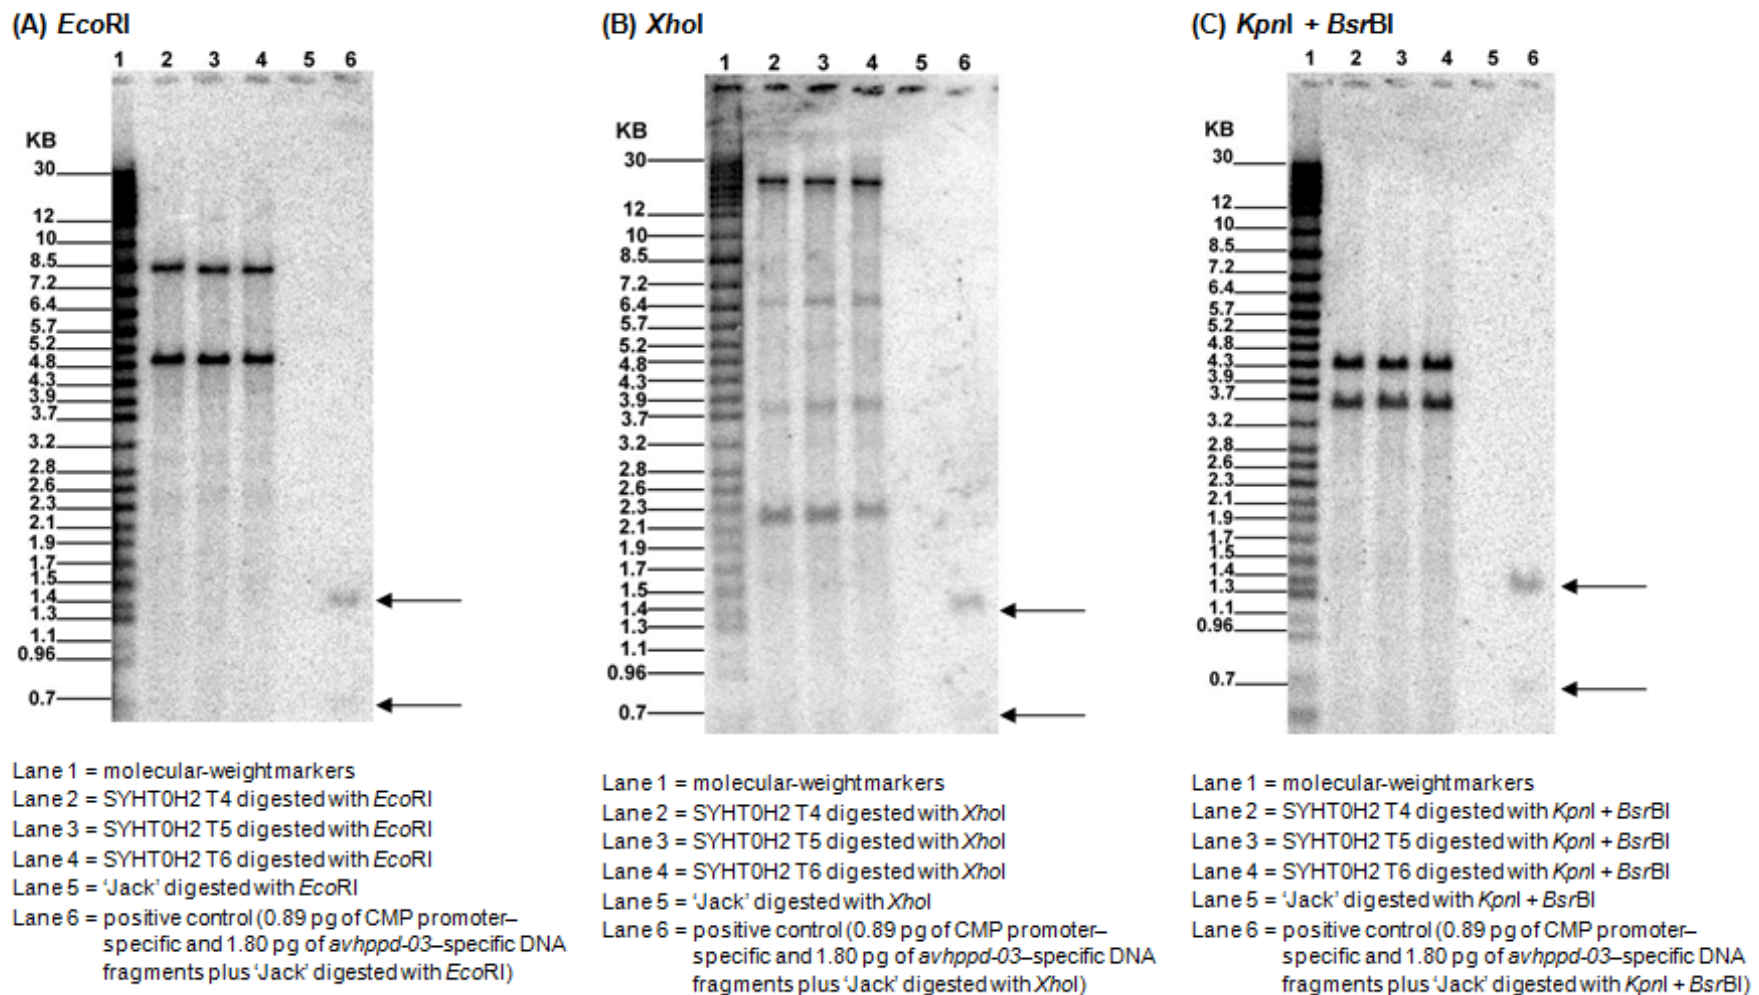 (A) EcoRI
1 2 3 4 5 6
KB
30
12
10
8.5
7.2
6.4
5.7
5.2
4.8
4.3
3.9
3.7
3.2
2.8
2.6
2.3
2.1
1.9
1.7
1.5
1.4
1.3
1.1
0.96
0.7
Lane 1 = molecular-weight markers
Lane 2 = SYHT0H2 T4 digested with EcoRI
Lane 3 = SYHT0H2 T5 digested with EcoRI
Lane 4 = SYHT0H2 T6 digested with EcoRI
Lane 5 = ‘Jack’ digested with EcoRI
Lane 6 = positive control (0.89 pg of CMP promoter–
specific and 1.80 pg of avhppd-03–specific DNA
fragments plus ‘Jack’ digested with EcoRI)
(B) XhoI
1 2 3 4 5 6
KB
30
12
10
8.5
7.2
6.4
5.7
5.2
4.8
4.3
3.9
3.7
3.2
2.8
2.6
2.3
2.1
1.9
1.7
1.5
1.4
1.3
1.1
0.96
0.7
Lane 1 = molecular-weight markers
Lane 2 = SYHT0H2 T4 digested with XhoI
Lane 3 = SYHT0H2 T5 digested with XhoI
Lane 4 = SYHT0H2 T6 digested with XhoI
Lane 5 = ‘Jack’ digested with XhoI
Lane 6 = positive control (0.89 pg of CMP promoter–
specific and 1.80 pg of avhppd-03–specific DNA
fragments plus ‘Jack’ digested with XhoI)
(C) KpnI + BsrBI
1 2 3 4 5 6
KB
30
12
10
8.5
7.2
6.4
5.7
5.2
4.8
4.3
3.9
3.7
3.2
2.8
2.6
2.3
2.1
1.9
1.7
1.5
1.4
1.3
1.1
0.96
0.7
Lane 1 = molecular-weight markers
Lane 2 = SYHT0H2 T4 digested with KpnI + BsrBI
Lane 3 = SYHT0H2 T5 digested with KpnI + BsrBI
Lane 4 = SYHT0H2 T6 digested with KpnI + BsrBI
Lane 5 = ‘Jack’ digested with KpnI + BsrBI
Lane 6 = positive control (0.89 pg of CMP promoter–
specific and 1.80 pg of avhppd-03–specific DNA
fragments plus ‘Jack’ digested with KpnI + BsrBI)